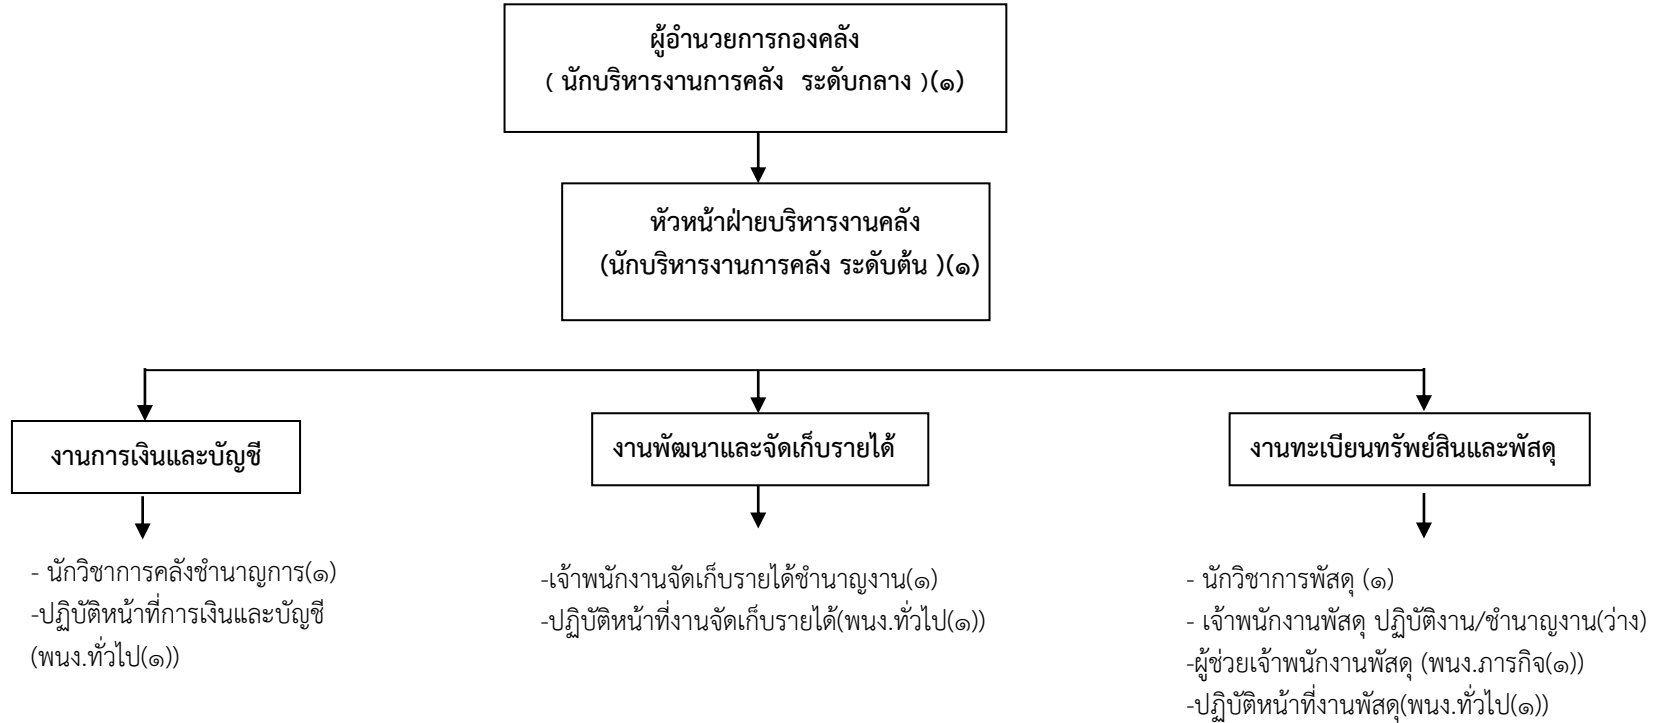 ผู้อำนวยการกองคลัง
( นักบริหารงานการคลัง ระดับกลาง )(๑)
หัวหน้าฝ่ายบริหารงานคลัง
(นักบริหารงานการคลัง ระดับต้น )(๑)
งานการเงินและบัญชี
- นักวิชาการคลังชำนาญการ(๑)
-ปฏิบัติหน้าที่การเงินและบัญชี
(พนง.ทั่วไป(๑))
งานพัฒนาและจัดเก็บรายได้
-เจ้าพนักงานจัดเก็บรายได้ชำนาญงาน(๑)
-ปฏิบัติหน้าที่งานจัดเก็บรายได้(พนง.ทั่วไป(๑))
งานทะเบียนทรัพย์สินและพัสดุ
- นักวิชาการพัสดุ (๑)
- เจ้าพนักงานพัสดุ ปฏิบัติงาน/ชำนาญงาน(ว่าง)
-ผู้ช่วยเจ้าพนักงานพัสดุ (พนง.ภารกิจ(๑))
-ปฏิบัติหน้าที่งานพัสดุ(พนง.ทั่วไป(๑))